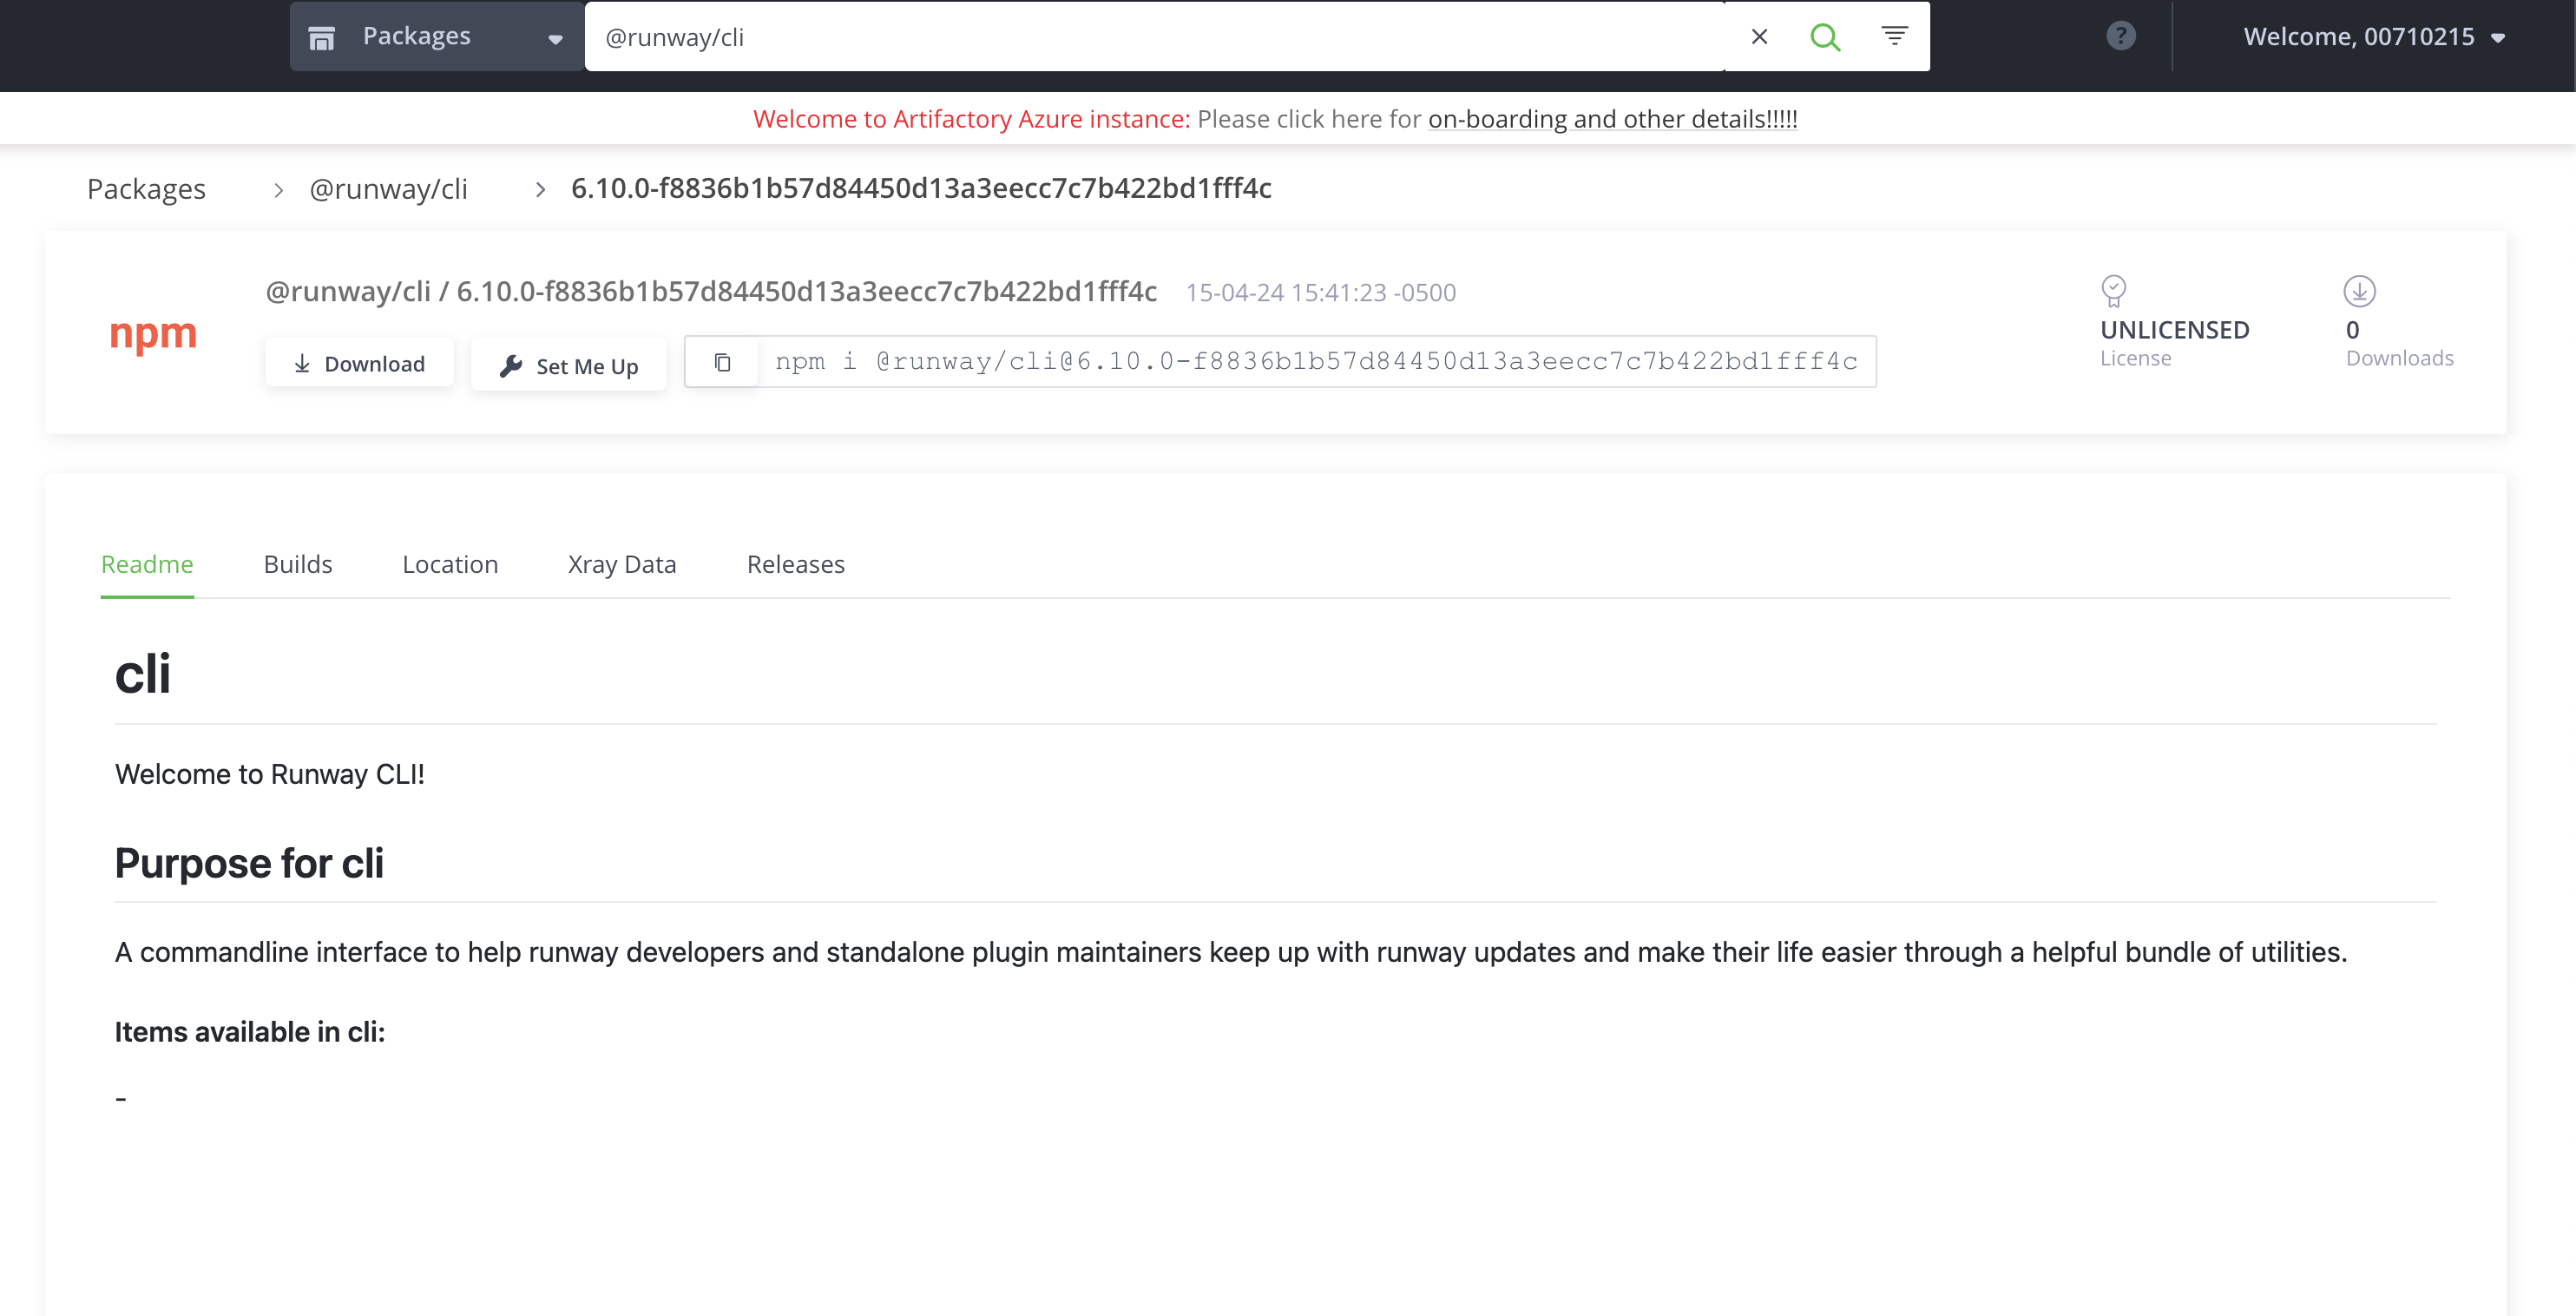 Packages
@runway/cli
Welcome, 00710215
Welcome to Artifactory Azure instance: Please click here for on-boarding and other details!!!!!
Packages > @runway/cli > 6.10.0-f8836b1b57d84450d13a3eecc7c7b422bd1fff4c
npm
@runway/cli / 6.10.0-f8836b1b57d84450d13a3eecc7c7b422bd1fff4c 15-04-24 15:41:23 -0500
Download
Set Me Up
npm i @runway/cli@6.10.0-f8836b1b57d84450d13a3eecc7c7b422bd1fff4c
UNLICENSED
License
0
Downloads
Readme Builds Location Xray Data Releases
cli
Welcome to Runway CLI!
Purpose for cli
A commandline interface to help runway developers and standalone plugin maintainers keep up with runway updates and make their life easier through a helpful bundle of utilities.
Items available in cli:
-